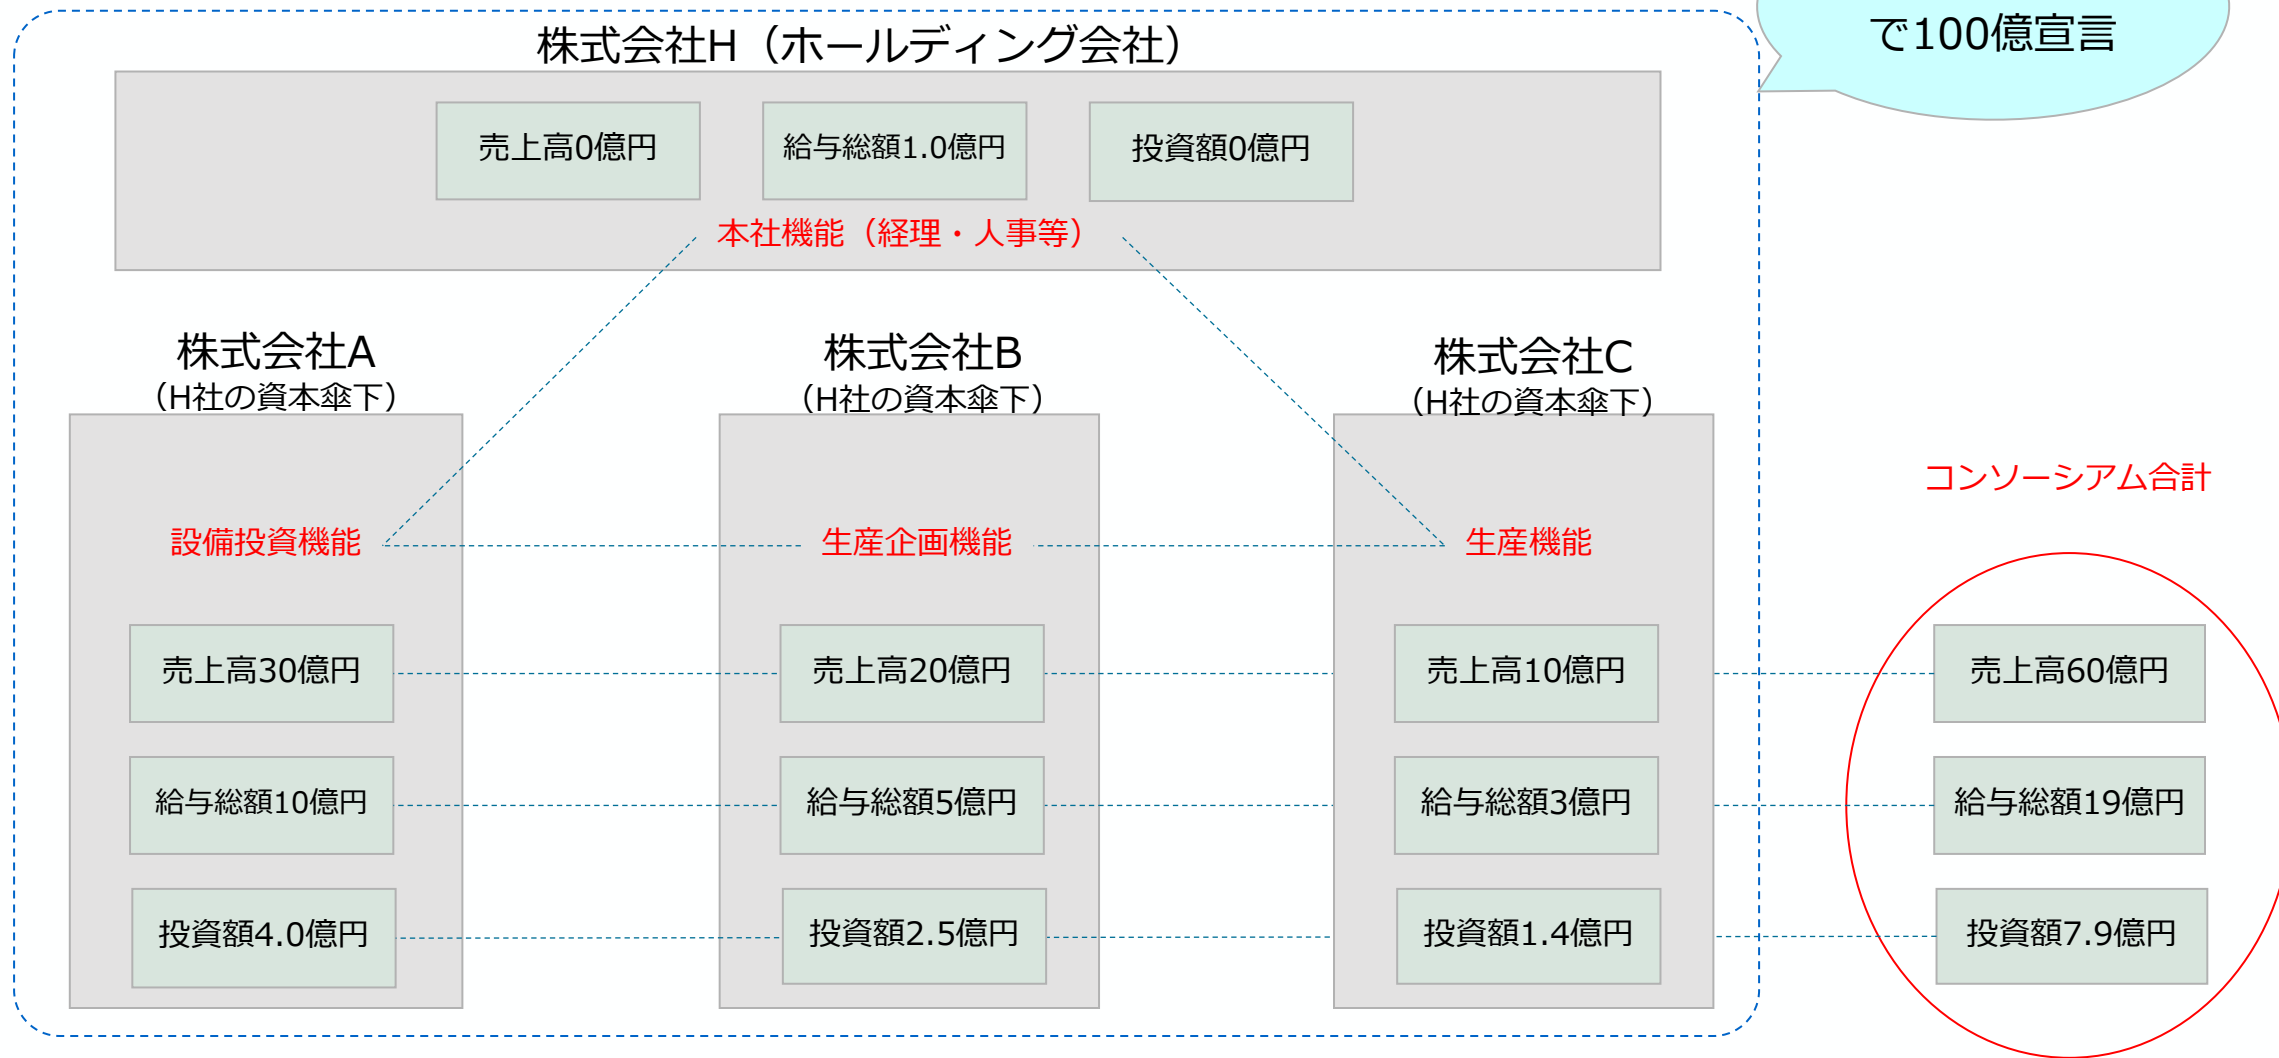 で100億宣言
株式会社H（ホールディング会社）
売上高0億円
給与総額1.0億円
投資額0億円
本社機能（経理・人事等）
株式会社A
（H社の資本傘下）
株式会社B
（H社の資本傘下）
株式会社C
（H社の資本傘下）
コンソーシアム合計
設備投資機能
生産企画機能
生産機能
売上高30億円
売上高20億円
売上高10億円
売上高60億円
給与総額10億円
給与総額5億円
給与総額3億円
給与総額19億円
投資額4.0億円
投資額2.5億円
投資額1.4億円
投資額7.9億円